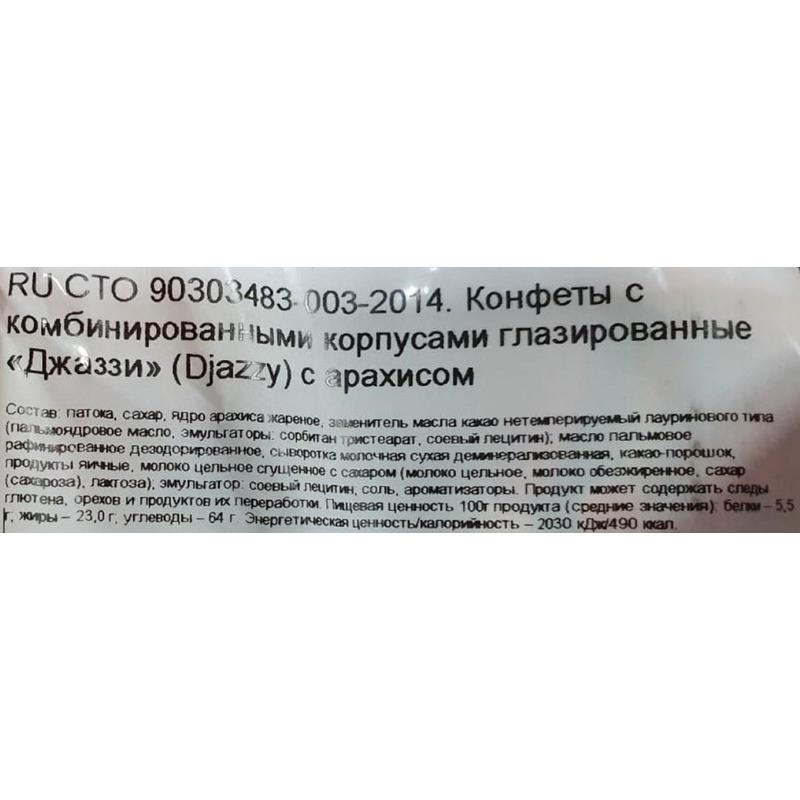 RU СТО 90303483-003-2014. Конфеты с
комбинированными корпусами глазированные
«Джаззи» (Djazzy) с арахисом
Состав: патока, сахар, ядро арахиса жареное, заменитель масла какао нетемперируемый лауринового типа
(пальмоядровое масло, эмульгаторы: сорбитан тристеарат, соевый лецитин); масло пальмовое
рафинированное дезодорированное, сыворотка молочная сухая деминерализованная, какао-порошок,
продукты яичные, молоко цельное сгущенное с сахаром (молоко цельное, молоко обезжиренное, сахар
(сахароза), лактоза); эмульгатор: соевый лецитин; соль, ароматизаторы. Продукт может содержать следы
глютена, орехов и продуктов их переработки. Пищевая ценность 100г продукта (средние значения): белки – 5,5
г; жиры – 23,0 г; углеводы – 64 г. Энергетическая ценность/калорийность – 2030 кДж/490 ккал.